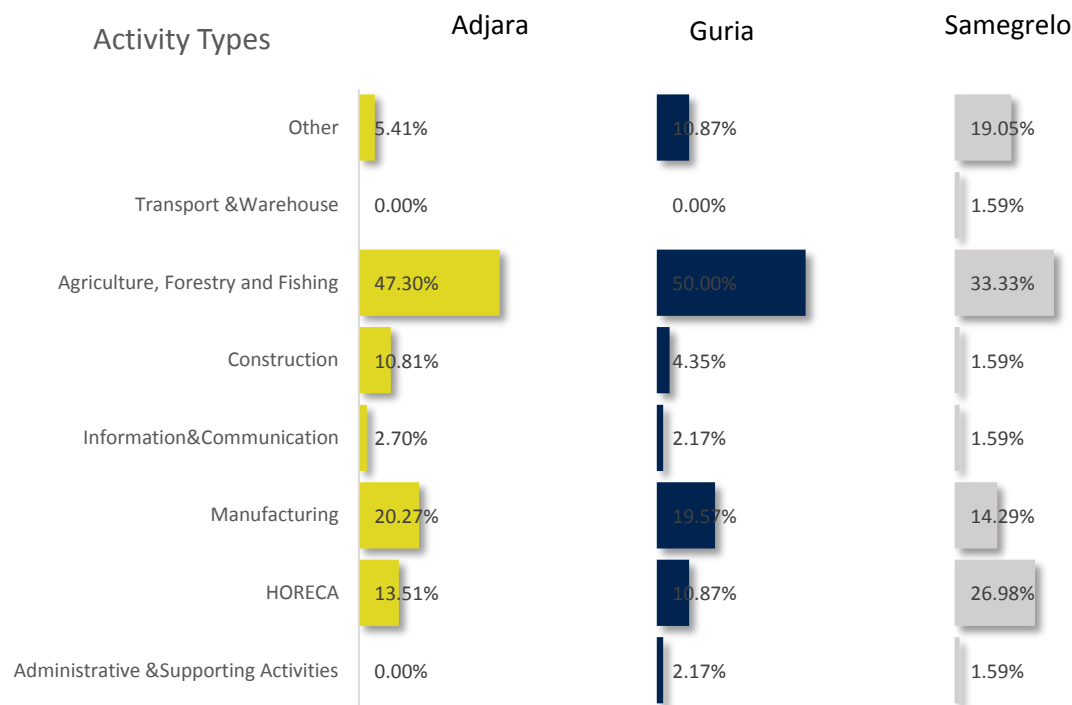 Activity Types Adjara Guria Samegrelo
Other 5.41% 10.87% 19.05%
Transport &Warehouse 0.00% 0.00% 1.59%
Agriculture, Forestry and Fishing 47.30% 50.00% 33.33%
Construction 10.81% 4.35% 1.59%
Information&Communication 2.70% 2.17% 1.59%
Manufacturing 20.27% 19.57% 14.29%
HORECA 13.51% 10.87% 26.98%
Administrative &Supporting Activities 0.00% 2.17% 1.59%